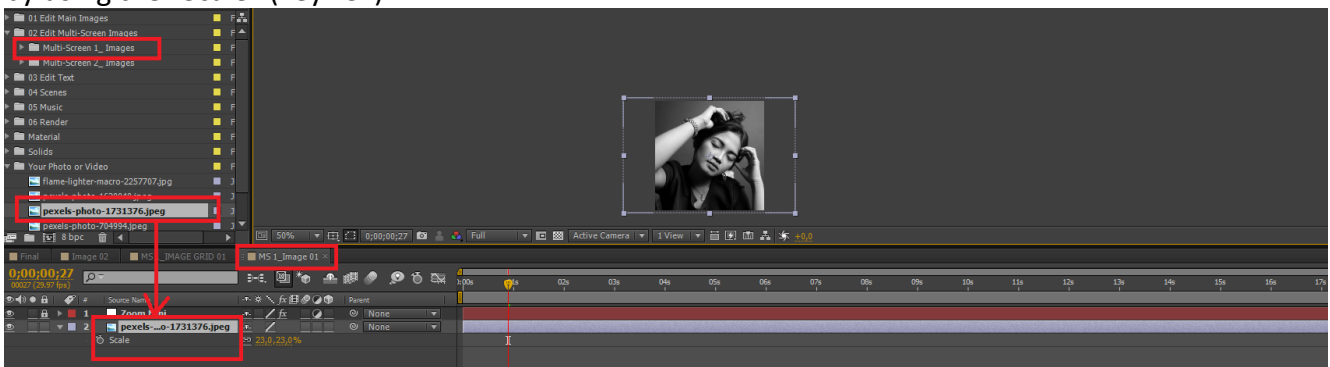 01 Edit Main Images F
02 Edit Multi-Screen Images F
Multi-Screen 1_ Images F
Multi-Screen 2_ Images F
03 Edit Text F
04 Scenes F
05 Music F
06 Render F
Material F
Solids F
Your Photo or Video F
flame-lighter-macro-2257707.jpg J
pexels-photo-1731376.jpeg J
pexels-photo-704994.jpeg J
8 bpc
50% 0;00;00;27 Full Active Camera 1 View +0,0
Final Image 02 IMAGE GRID 01 MS 1_Image 01
0;00;00;27
00027 (29.97 fps)
:00s 02s 03s 04s 05s 06s 07s 08s 09s 10s 11s 12s 13s 14s 15s 16s 17s
# Source Name Parent
1 None
2 pexels-...o-1731376.jpeg None
Scale 23,0,23,0%